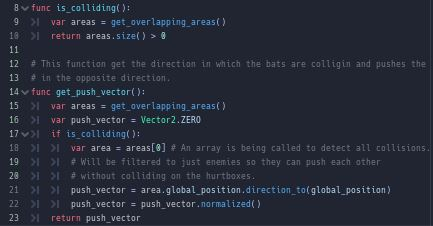 8 func is_colliding():
9 var areas = get_overlapping_areas()
10 return areas.size() > 0
11
12 # This function get the direction in which the bats are colligin and pushes the
13 # in the opposite direction.
14 func get_push_vector():
15 var areas = get_overlapping_areas()
16 var push_vector = Vector2.ZERO
17 if is_colliding():
18 var area = areas[0] # An array is being called to detect all collisions.
19 # Will be filtered to just enemies so they can push each other
20 # without colliding on the hurtboxes.
21 push_vector = area.global_position.direction_to(global_position)
22 push_vector = push_vector.normalized()
23 return push_vector